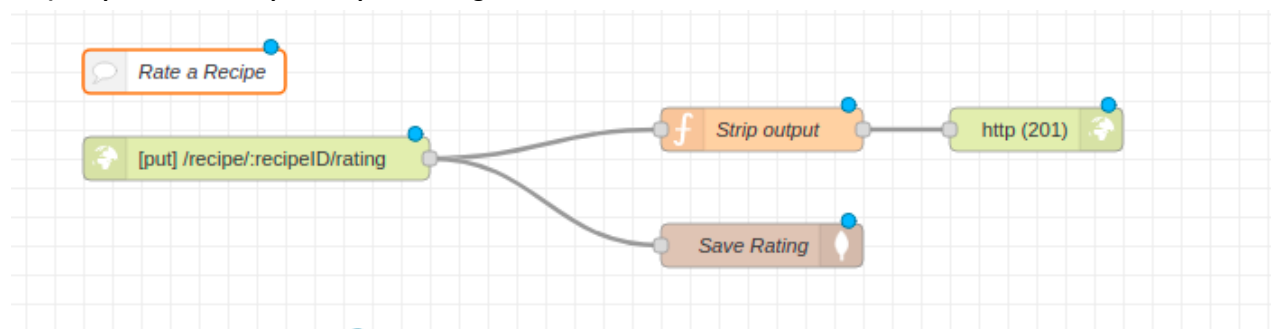 Rate a Recipe
[put] /recipe/:recipeID/rating
Strip output
http (201)
Save Rating